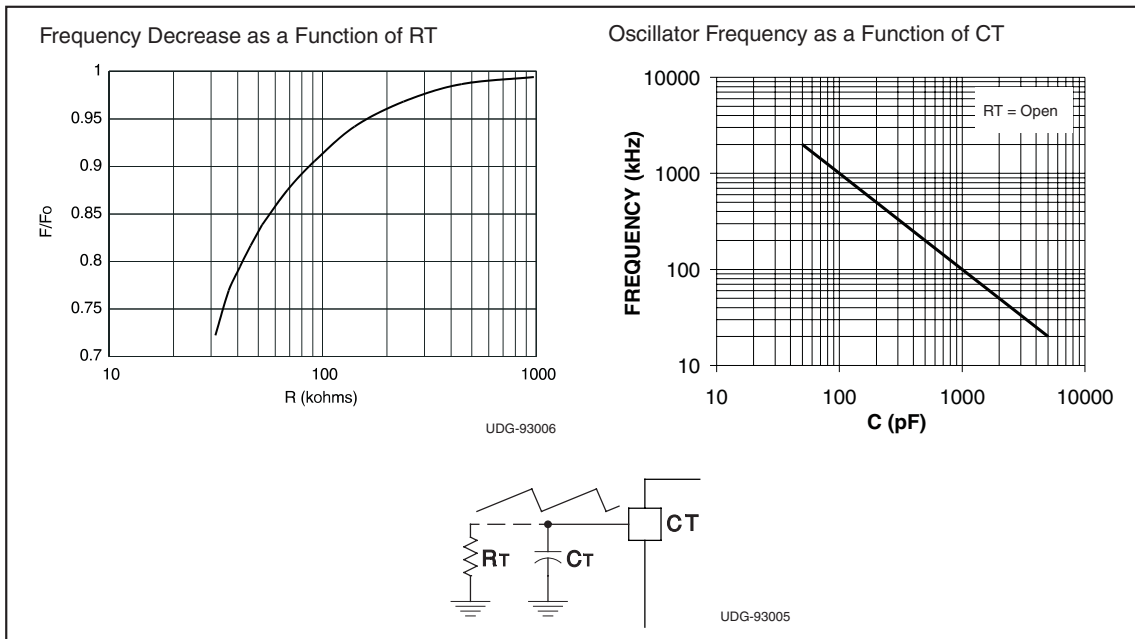 Frequency Decrease as a Function of RT
1
0.95
0.9
0.85
0.8
0.75
0.7
F/Fo
10
100
1000
R (kohms)
UDG-93006
Oscillator Frequency as a Function of CT
10000
1000
100
10
FREQUENCY (kHz)
RT = Open
10
100
1000
10000
C (pF)
RT
CT
CT
UDG-93005